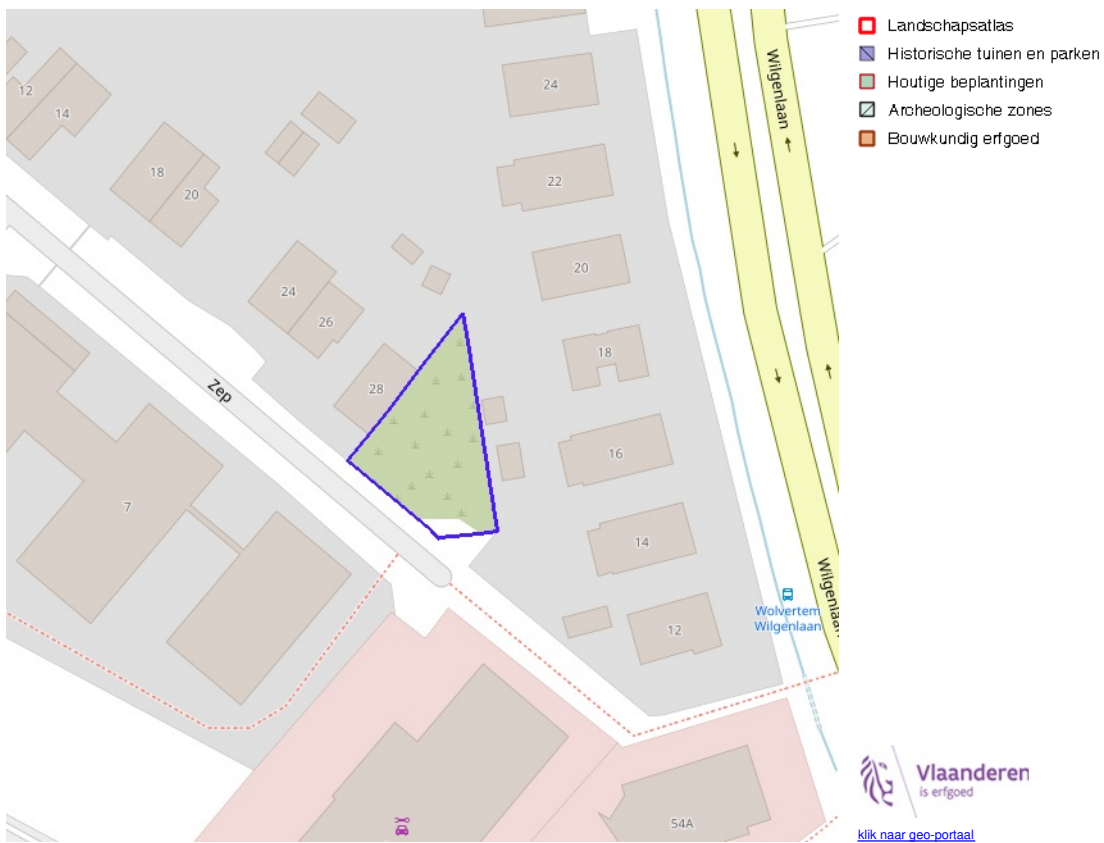 12
14
18
20
24
26
28
Zep
7
24
22
20
18
16
14
12
54A
Wilgenlaan
Wilgenlaan
Wolvertem
Wilgenlaan
Landschapsatlas
Historische tuinen en parken
Houtige beplantingen
Archeologische zones
Bouwkundig erfgoed
Vlaanderen
is erfgoed
klik naar geo-portaal